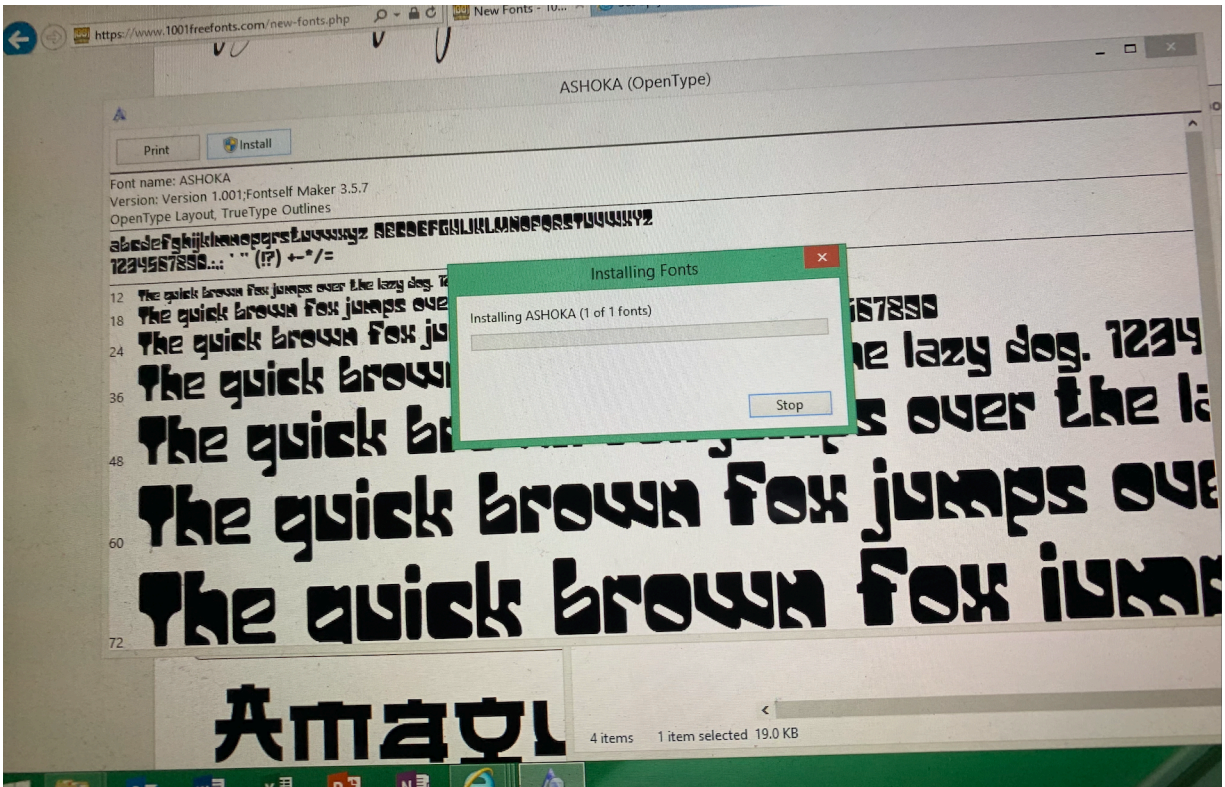 https://www.1001freefonts.com/new-fonts.php
New Fonts - 10...
ASHOKA (OpenType)
Print
Install
Font name: ASHOKA
Version: Version 1.001;Fontself Maker 3.5.7
OpenType Layout, TrueType Outlines
abcdefghijklmnopqrstuvwxyz ABCDEFGHIJKLMNOPQRSTUVWXYZ
1234567890.:; ' " (!?) +-*/=
12 The quick brown fox jumps over the lazy dog.
18 The quick brown fox jumps ove 567890
24 The quick brown fox ju he lazy dog. 1234
36 The quick brow s over the la
48 The quick br
60 The quick brown fox jumps ove
72 The quick brown fox jum
Installing Fonts
Installing ASHOKA (1 of 1 fonts)
Stop
Amaqu
4 items 1 item selected 19.0 KB